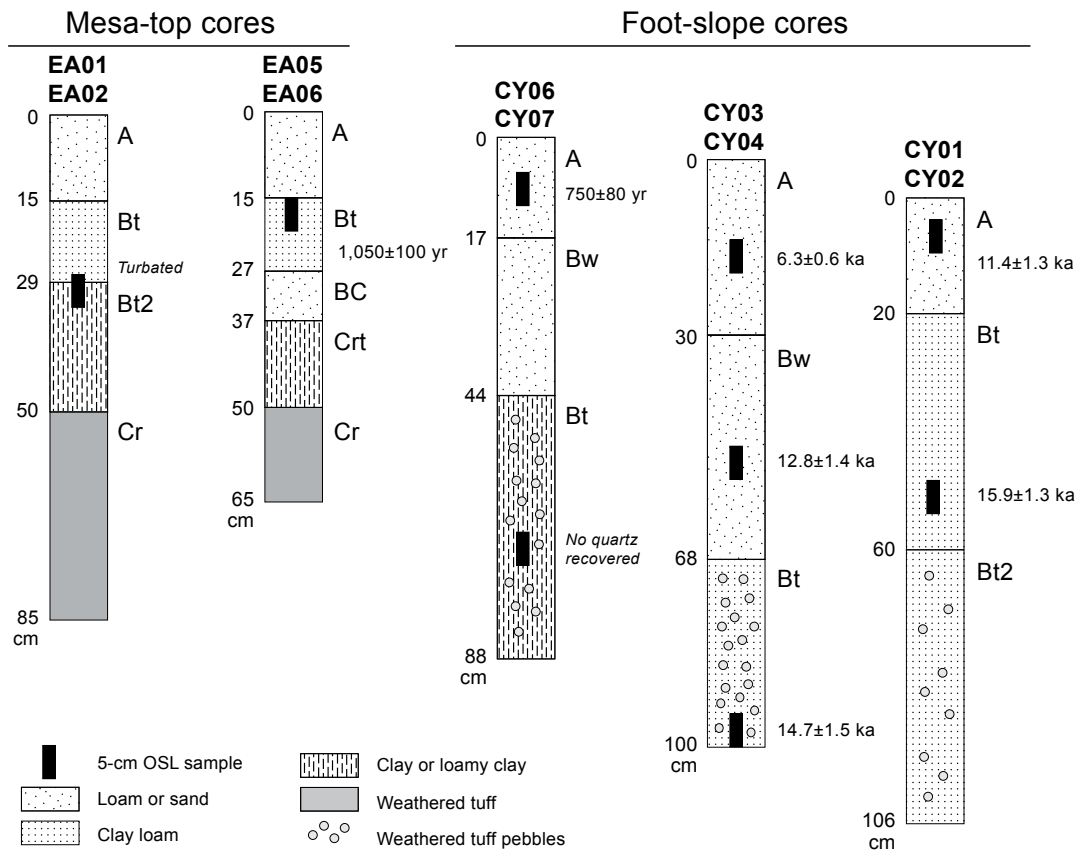 Mesa-top cores
Foot-slope cores
EA01
EA02
0
A
15
Bt
Turbated
29
Bt2
50
Cr
85
cm
EA05
EA06
0
A
15
Bt
1,050±100 yr
27
BC
37
Crt
50
Cr
65
cm
CY06
CY07
0
A
750±80 yr
17
Bw
44
Bt
No quartz
recovered
88
cm
CY03
CY04
0
A
6.3±0.6 ka
30
Bw
12.8±1.4 ka
68
Bt
14.7±1.5 ka
100
cm
CY01
CY02
0
A
11.4±1.3 ka
20
Bt
15.9±1.3 ka
60
Bt2
106
cm
5-cm OSL sample
Loam or sand
Clay loam
Clay or loamy clay
Weathered tuff
Weathered tuff pebbles